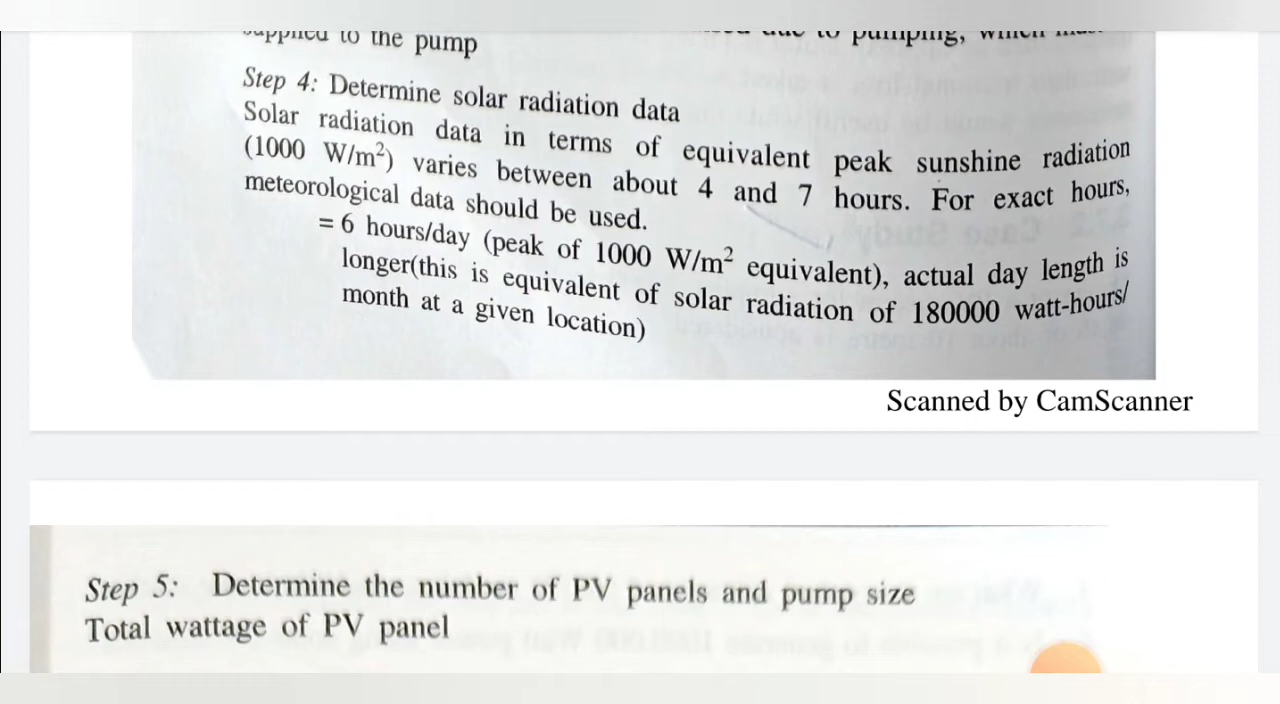 supplied to the pump
due to pumping, which
Step 4: Determine solar radiation data
Solar radiation data in terms of equivalent peak sunshine radiation
(1000 W/m²) varies between about 4 and 7 hours. For exact hours,
meteorological data should be used.
= 6 hours/day (peak of 1000 W/m² equivalent), actual day length is
longer(this is equivalent of solar radiation of 180000 watt-hours/
month at a given location)
Scanned by CamScanner
Step 5: Determine the number of PV panels and pump size
Total wattage of PV panel